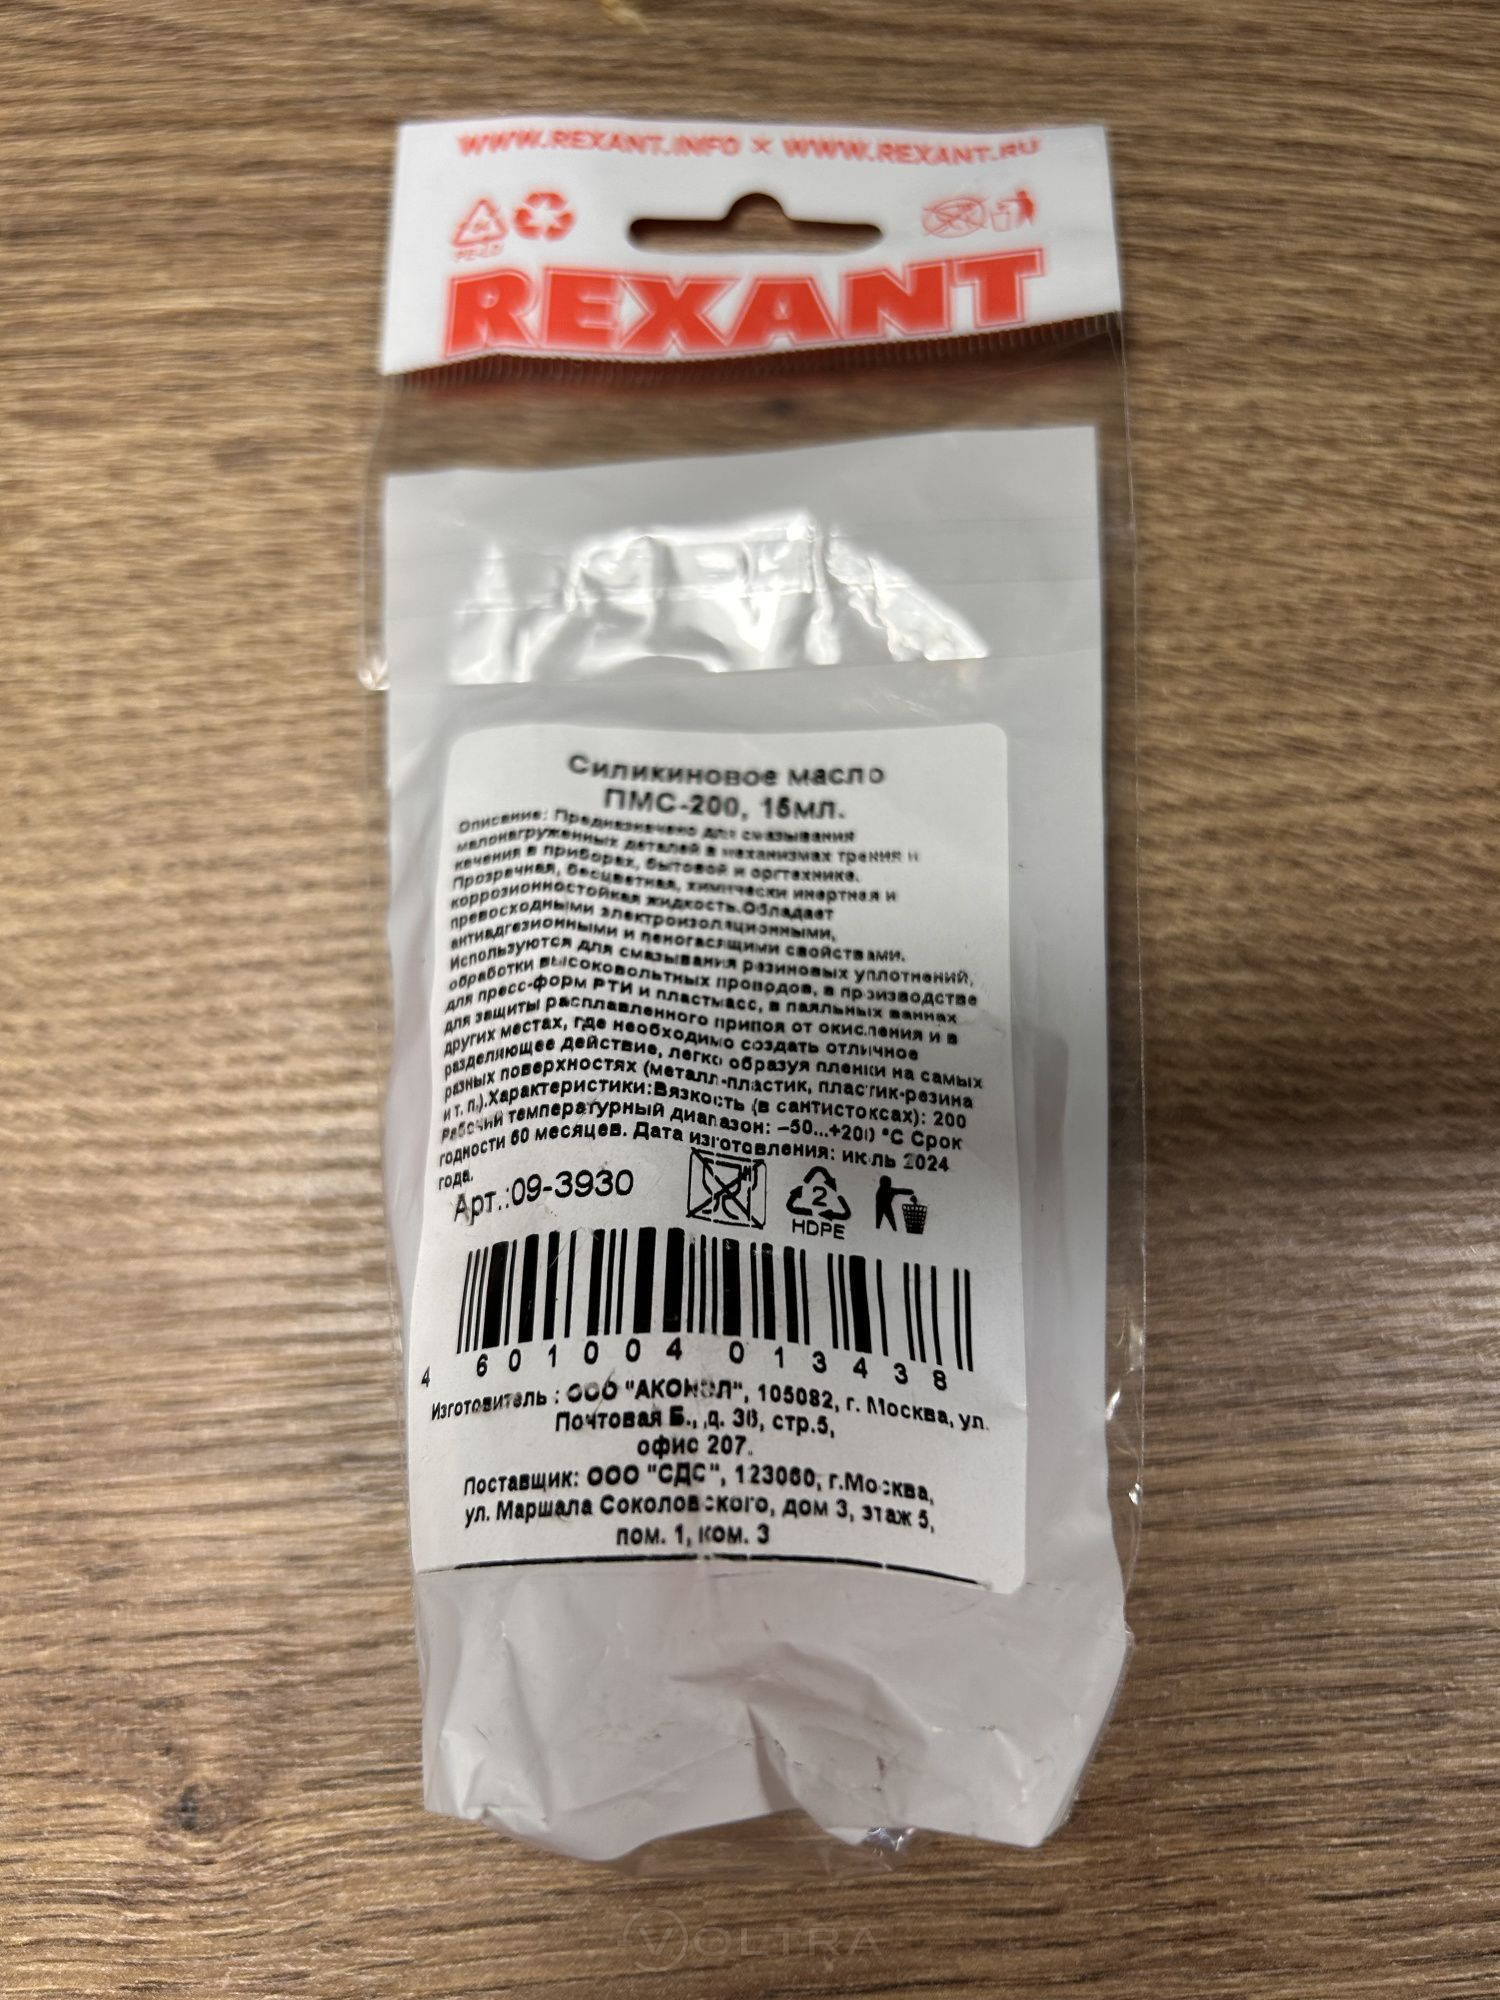 WWW.REXANT.INFO × WWW.REXANT.RU
PE-LD
REXANT
Силикиновое масло
ПМС-200, 15мл.
Описание: Предназначено для смазывания
малонагруженных деталей в механизмах трения и
качения в приборах, бытовой и оргтехнике.
Прозрачная, бесцветная, химически инертная и
коррозионностойкая жидкость.Обладает
превосходными электроизоляционными,
антиадгезионными и пеногасящими свойствами.
Используются для смазывания резиновых уплотнений,
обработки высоковольтных проводов, в производстве
для пресс-форм РТИ и пластмасс, в паяльных ваннах
для защиты расплавленного припоя от окисления и в
других местах, где необходимо создать отличное
разделяющее действие, легко образуя пленки на самых
разных поверхностях (металл-пластик, пластик-резина
и т. п.).Характеристики:Вязкость (в сантистоксах): 200
Рабочий температурный диапазон: –50...+200 °C Срок
годности 60 месяцев. Дата изготовления: июль 2024
года.
Арт.:09-3930
2
HDPE
4 601004 013438
Изготовитель : ООО "АКОНЭЛ", 105082, г. Москва, ул.
Почтовая Б., д. 36, стр.5,
офис 207.
Поставщик: ООО "СДС", 123060, г.Москва,
ул. Маршала Соколовского, дом 3, этаж 5,
пом. 1, ком. 3
VOLTRA